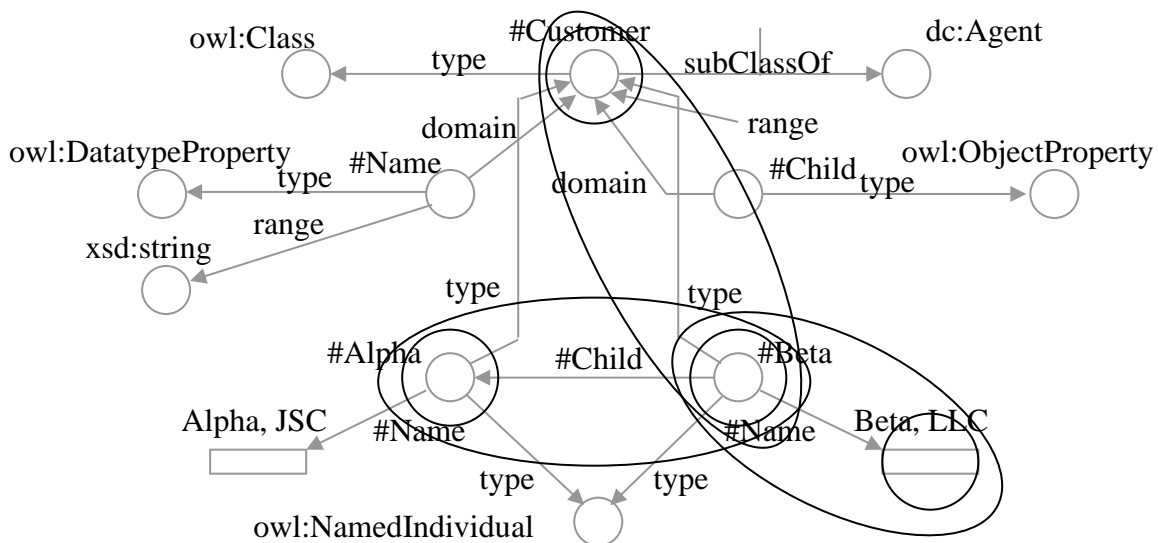 #Customer
owl:Class
dc:Agent
type
subClassOf
domain
range
owl:DatatypeProperty
#Name
#Child
owl:ObjectProperty
type
domain
type
range
xsd:string
type
type
#Alpha
#Child
#Beta
Alpha, JSC
#Name
#Name
Beta, LLC
type
type
owl:NamedIndividual